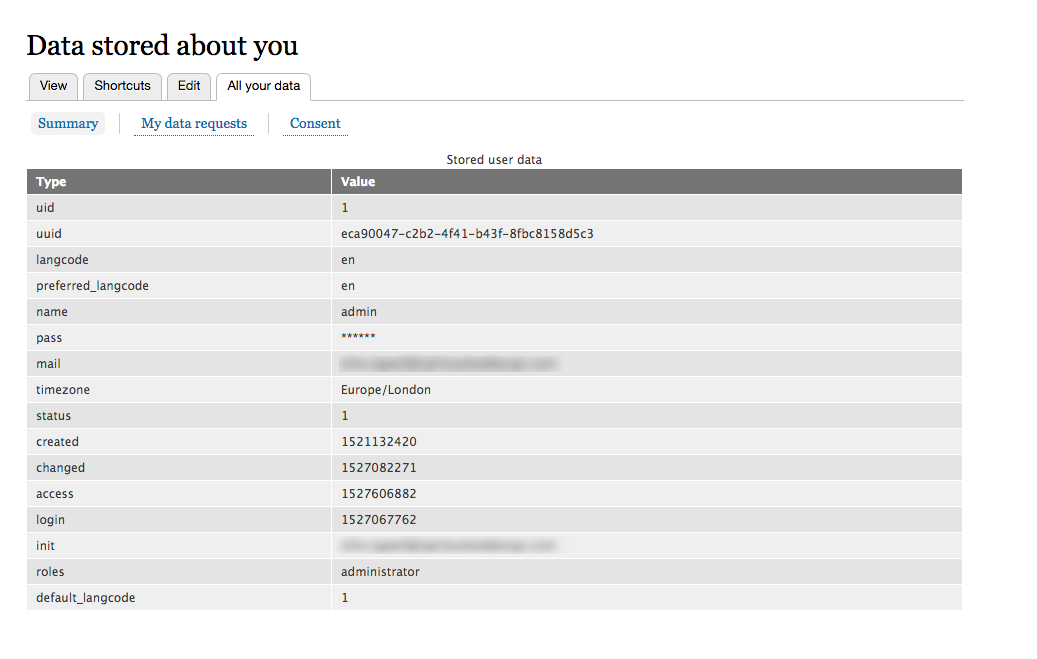 Data stored about you
View Shortcuts Edit All your data
Summary My data requests Consent
Stored user data
Type Value
uid 1
uuid eca90047-c2b2-4f41-b43f-8fbc8158d5c3
langcode en
preferred_langcode en
name admin
pass ******
mail
timezone Europe/London
status 1
created 1521132420
changed 1527082271
access 1527606882
login 1527067762
init
roles administrator
default_langcode 1